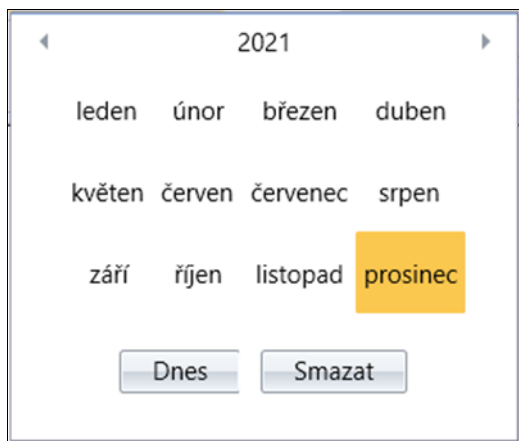 2021
leden únor březen duben
květen červen červenec srpen
září říjen listopad prosinec
Dnes Smazat